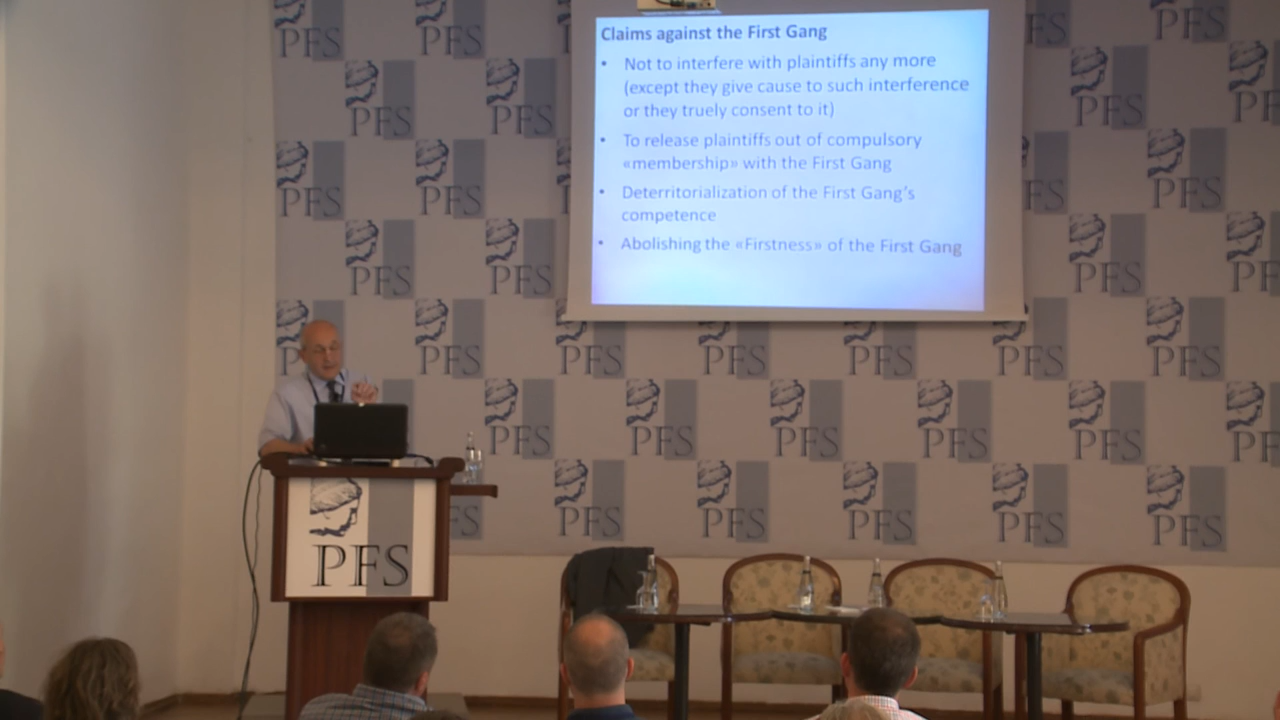 Claims against the First Gang
• Not to interfere with plaintiffs any more
(except they give cause to such interference
or they truely consent to it)
• To release plaintiffs out of compulsory
«membership» with the First Gang
• Deterritorialization of the First Gang's
competence
• Abolishing the «Firstness» of the First Gang
PFS